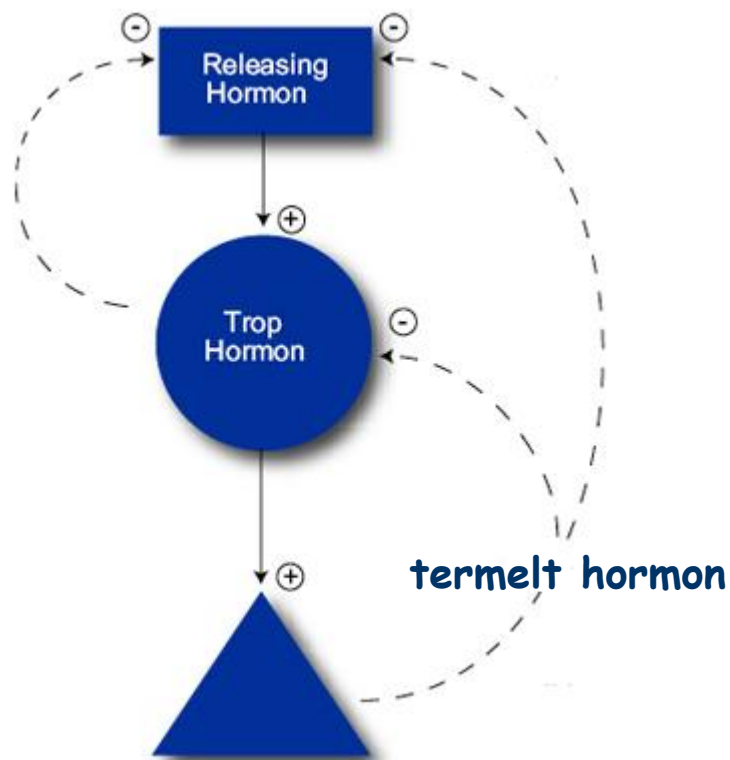 -
-
Releasing
Hormon
+
Trop
Hormon
-
+
termelt hormon